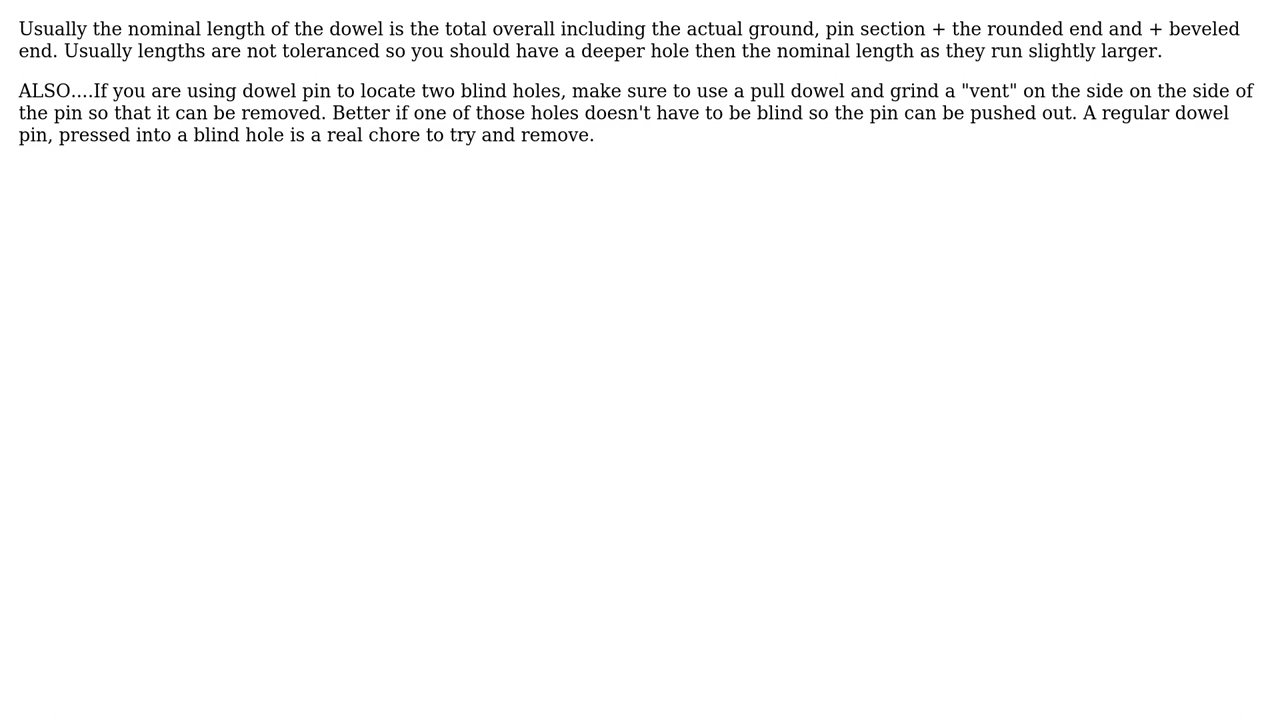 Usually the nominal length of the dowel is the total overall including the actual ground, pin section + the rounded end and + beveled
end. Usually lengths are not toleranced so you should have a deeper hole then the nominal length as they run slightly larger.
ALSO....If you are using dowel pin to locate two blind holes, make sure to use a pull dowel and grind a "vent" on the side on the side of
the pin so that it can be removed. Better if one of those holes doesn't have to be blind so the pin can be pushed out. A regular dowel
pin, pressed into a blind hole is a real chore to try and remove.